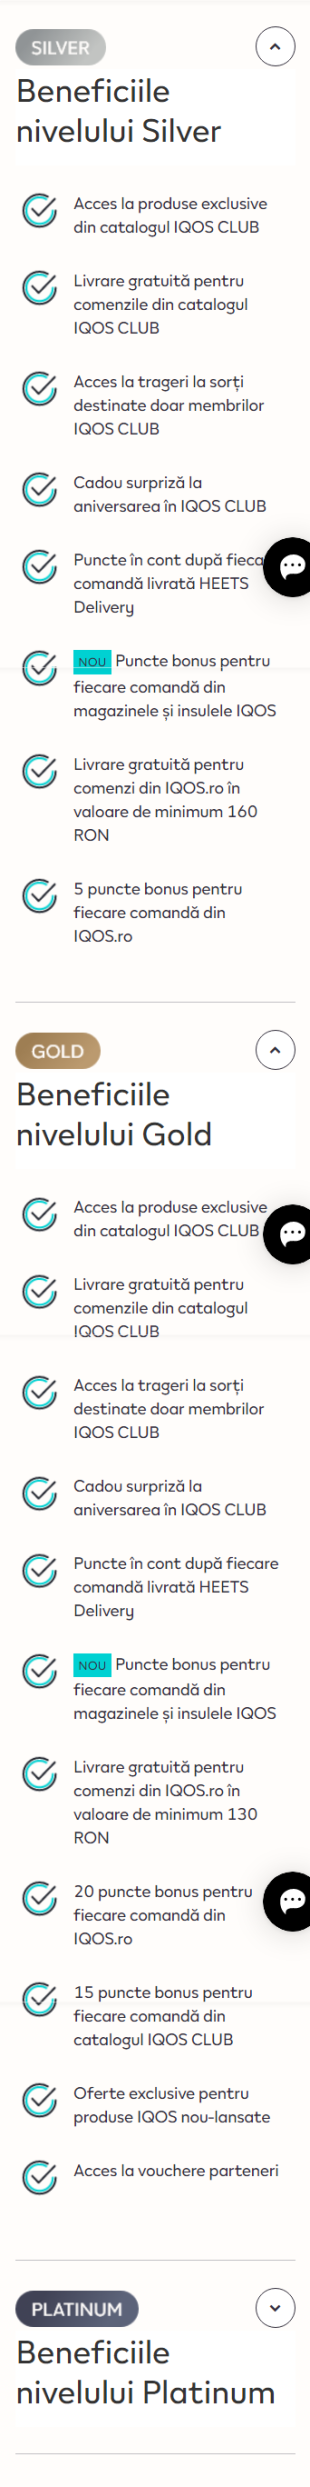 SILVER
Beneficiile
nivelului Silver
Acces la produse exclusive
din catalogul IQOS CLUB
Livrare gratuită pentru
comenzile din catalogul
IQOS CLUB
Acces la trageri la sorți
destinate doar membrilor
IQOS CLUB
Cadou surpriză la
aniversarea în IQOS CLUB
Puncte în cont după fieca
comandă livrată HEETS
Delivery
NOU Puncte bonus pentru
fiecare comandă din
magazinele și insulele IQOS
Livrare gratuită pentru
comenzi din IQOS.ro în
valoare de minimum 160
RON
5 puncte bonus pentru
fiecare comandă din
IQOS.ro
GOLD
Beneficiile
nivelului Gold
Acces la produse exclusive
din catalogul IQOS CLUB
Livrare gratuită pentru
comenzile din catalogul
IQOS CLUB
Acces la trageri la sorți
destinate doar membrilor
IQOS CLUB
Cadou surpriză la
aniversarea în IQOS CLUB
Puncte în cont după fiecare
comandă livrată HEETS
Delivery
NOU Puncte bonus pentru
fiecare comandă din
magazinele și insulele IQOS
Livrare gratuită pentru
comenzi din IQOS.ro în
valoare de minimum 130
RON
20 puncte bonus pentru
fiecare comandă din
IQOS.ro
15 puncte bonus pentru
fiecare comandă din
catalogul IQOS CLUB
Oferte exclusive pentru
produse IQOS nou-lansate
Acces la vouchere parteneri
PLATINUM
Beneficiile
nivelului Platinum